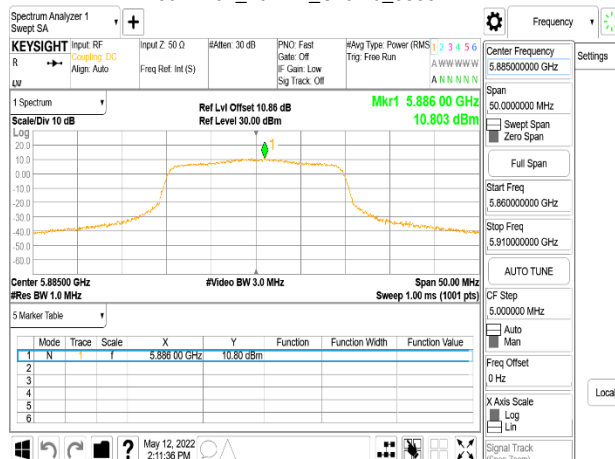 Spectrum Analyzer 1
Swept SA
+
Frequency
KEYSIGHT
Input: RF
Coupling: DC
Align: Auto
Input Z: 50 Ω
Freq Ref: Int (S)
#Atten: 30 dB
PNO: Fast
Gate: Off
IF Gain: Low
Sig Track: Off
#Avg Type: Power (RMS
Trig: Free Run
1 2 3 4 5 6
A W W W W W
A N N N N N
R
Center Frequency
5.885000000 GHz
Settings
Span
50.0000000 MHz
Swept Span
Zero Span
Full Span
Start Freq
5.860000000 GHz
Stop Freq
5.910000000 GHz
AUTO TUNE
CF Step
5.000000 MHz
Auto
Man
Freq Offset
0 Hz
X Axis Scale
Log
Lin
Local
Signal Track
1 Spectrum
Scale/Div 10 dB
Ref Lvl Offset 10.86 dB
Ref Level 30.00 dBm
Mkr1 5.886 00 GHz
10.803 dBm
Log
20.0
10.0
0.00
-10.0
-20.0
-30.0
-40.0
-50.0
-60.0
1
Center 5.88500 GHz
#Res BW 1.0 MHz
#Video BW 3.0 MHz
Span 50.00 MHz
Sweep 1.00 ms (1001 pts)
5 Marker Table
Mode Trace Scale X Y Function Function Width Function Value
1 N 1 f 5.886 00 GHz 10.80 dBm
2
3
4
5
6
?
May 12, 2022
2:11:36 PM